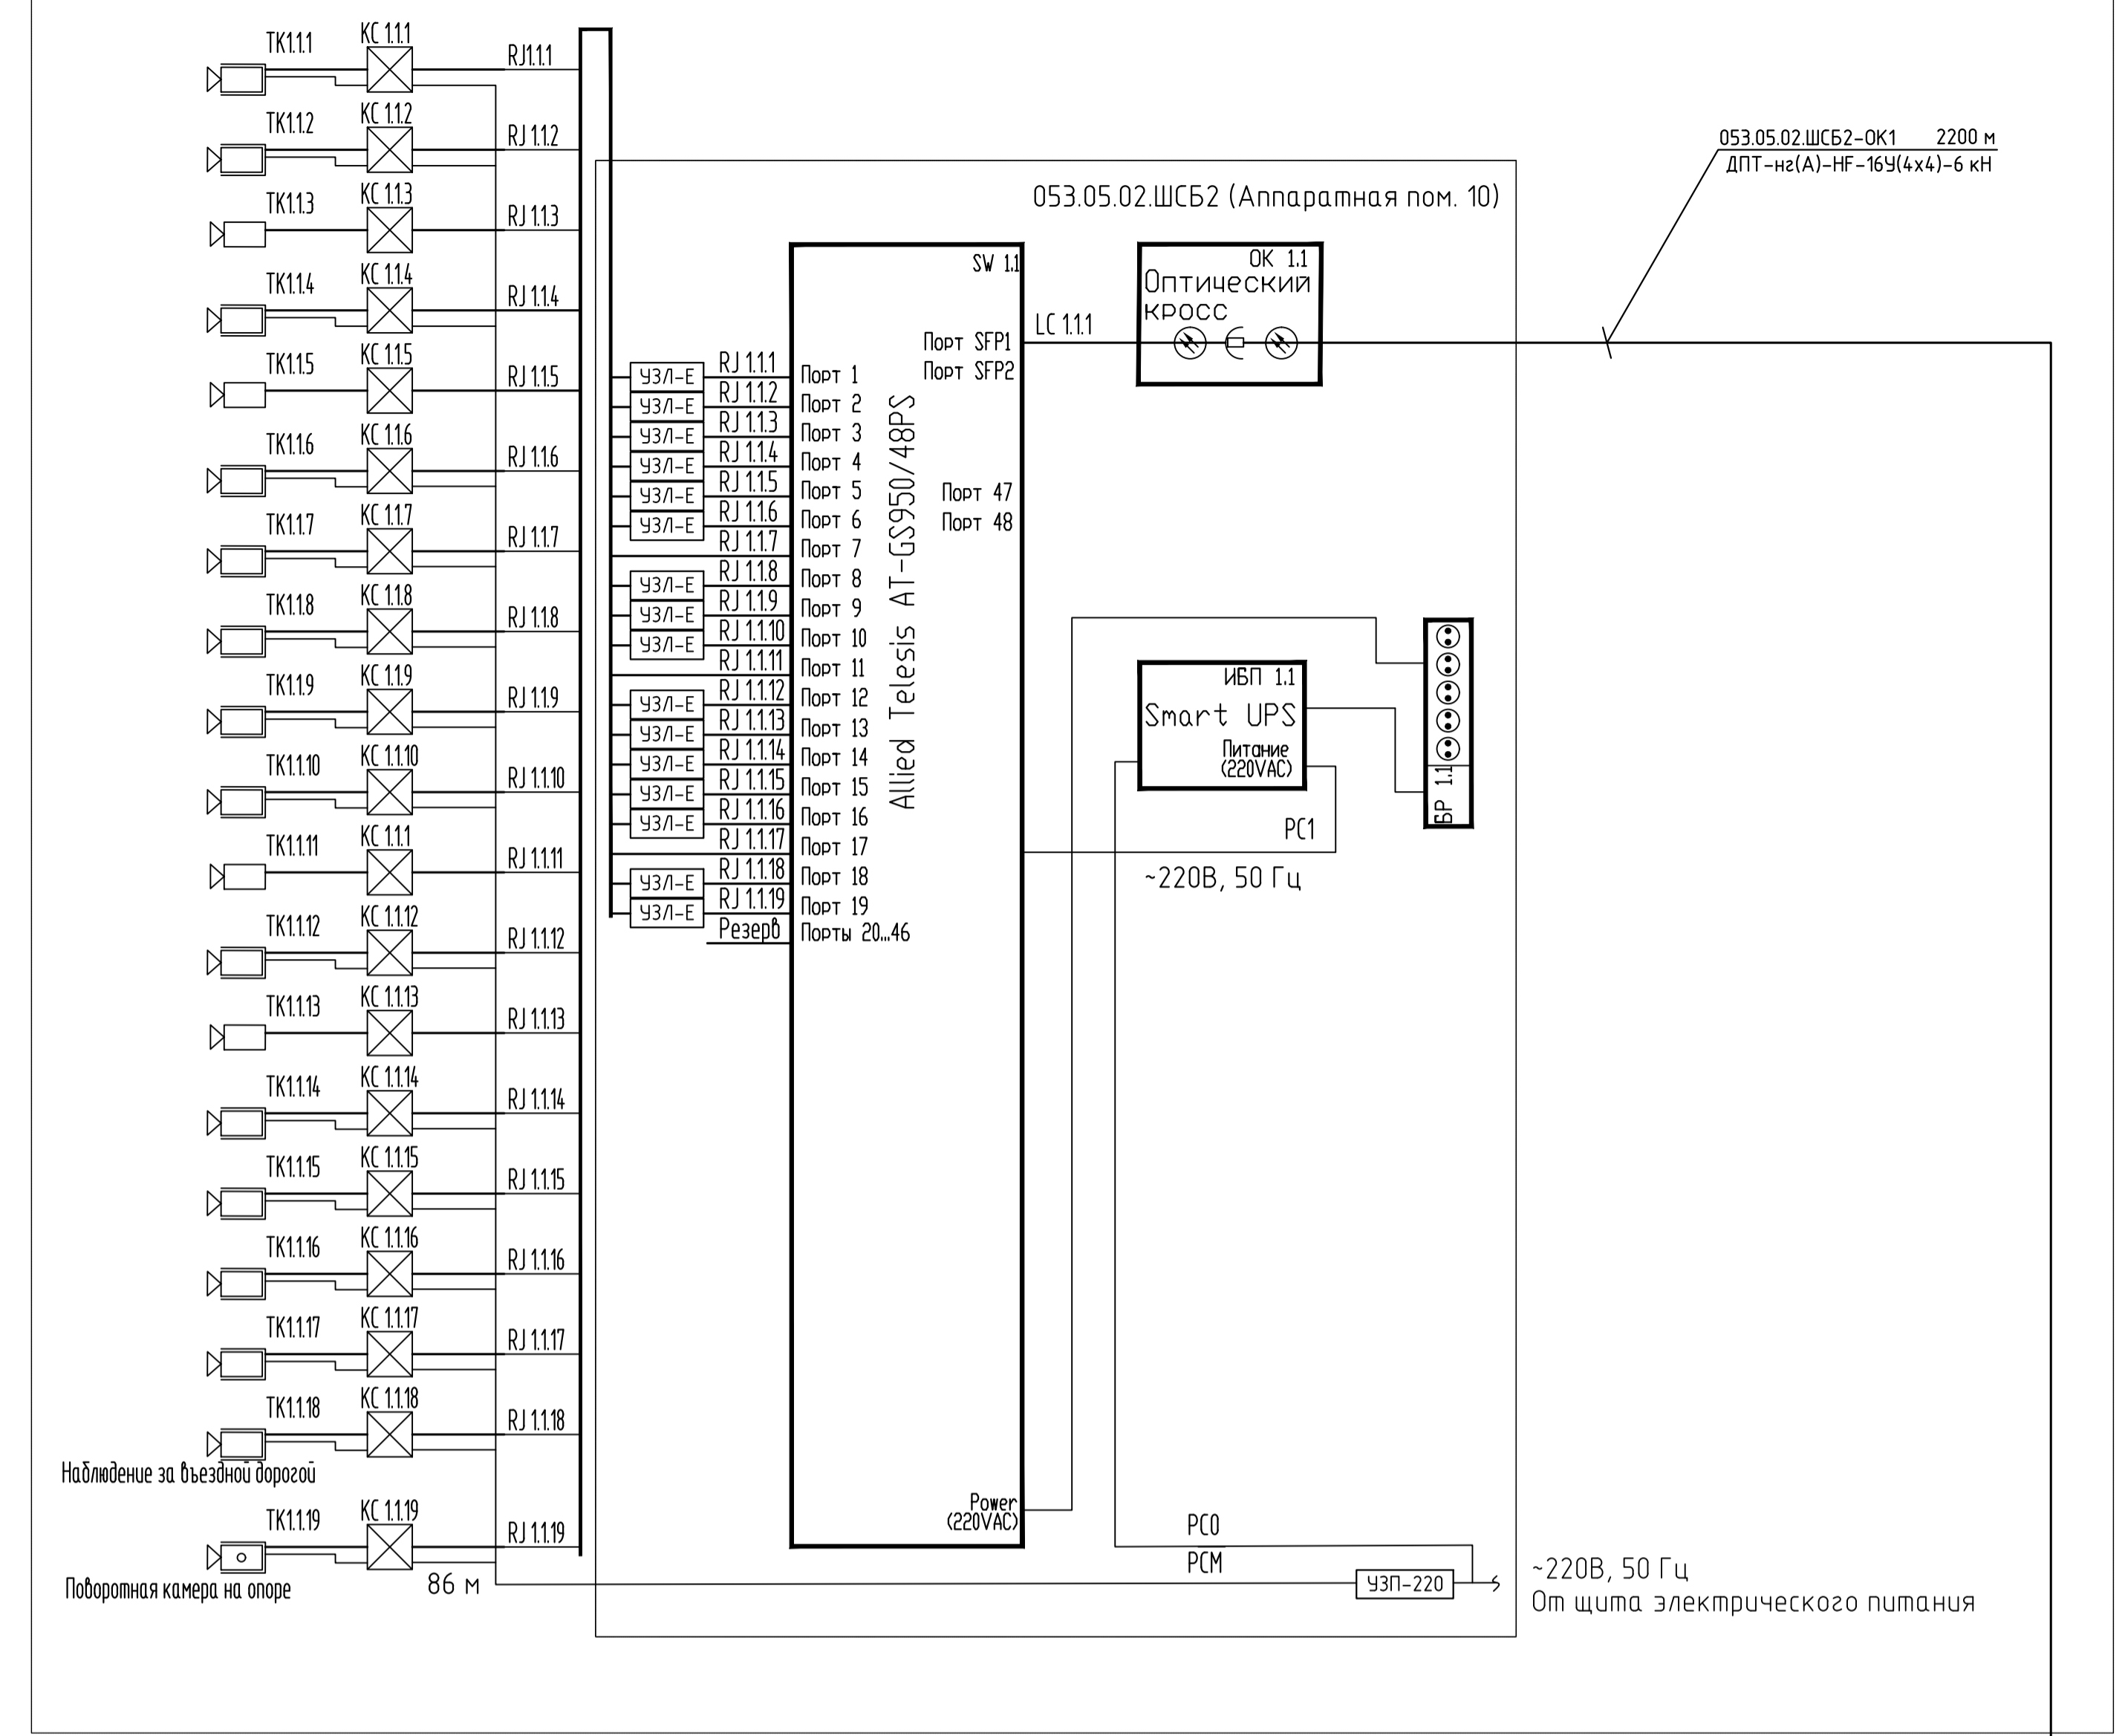 ТК1.1.1
КС 1.1.1
RJ1.1.1
ТК1.1.2
КС 1.1.2
RJ 1.1.2
ТК1.1.3
КС 1.1.3
RJ 1.1.3
ТК1.1.4
КС 1.1.4
RJ 1.1.4
ТК1.1.5
КС 1.1.5
RJ 1.1.5
ТК1.1.6
КС 1.1.6
RJ 1.1.6
ТК1.1.7
КС 1.1.7
RJ 1.1.7
ТК1.1.8
КС 1.1.8
RJ 1.1.8
ТК1.1.9
КС 1.1.9
RJ 1.1.9
ТК1.1.10
КС 1.1.10
RJ 1.1.10
ТК1.1.11
КС 1.1.1
RJ 1.1.11
ТК1.1.12
КС 1.1.12
RJ 1.1.12
ТК1.1.13
КС 1.1.13
RJ 1.1.13
ТК1.1.14
КС 1.1.14
RJ 1.1.14
ТК1.1.15
КС 1.1.15
RJ 1.1.15
ТК1.1.16
КС 1.1.16
RJ 1.1.16
ТК1.1.17
КС 1.1.17
RJ 1.1.17
ТК1.1.18
КС 1.1.18
RJ 1.1.18
Наблюдение за въездной дорогой
ТК1.1.19
КС 1.1.19
RJ 1.1.19
Поворотная камера на опоре
86 м
053.05.02.ШСБ2 (Аппаратная пом. 10)
SW 1.1
Порт SFP1
Порт SFP2
Allied Telesis AT-GS950/48PS
Порт 47
Порт 48
УЗЛ-Е RJ 1.1.1 Порт 1
УЗЛ-Е RJ 1.1.2 Порт 2
УЗЛ-Е RJ 1.1.3 Порт 3
УЗЛ-Е RJ 1.1.4 Порт 4
УЗЛ-Е RJ 1.1.5 Порт 5
УЗЛ-Е RJ 1.1.6 Порт 6
RJ 1.1.7 Порт 7
УЗЛ-Е RJ 1.1.8 Порт 8
УЗЛ-Е RJ 1.1.9 Порт 9
УЗЛ-Е RJ 1.1.10 Порт 10
RJ 1.1.11 Порт 11
УЗЛ-Е RJ 1.1.12 Порт 12
УЗЛ-Е RJ 1.1.13 Порт 13
УЗЛ-Е RJ 1.1.14 Порт 14
УЗЛ-Е RJ 1.1.15 Порт 15
УЗЛ-Е RJ 1.1.16 Порт 16
RJ 1.1.17 Порт 17
УЗЛ-Е RJ 1.1.18 Порт 18
УЗЛ-Е RJ 1.1.19 Порт 19
Резерв Порты 20...46
Power
(220VAC)
LC 1.1.1
ОК 1.1
Оптический
кросс
053.05.02.ШСБ2-ОК1 2200 м
ДПТ-нг(А)-HF-16У(4х4)-6 кН
ИБП 1.1
Smart UPS
Питание
(220VAC)
БР 1.1
PC1
~220В, 50 Гц
PC0
PCM
УЗП-220
~220В, 50 Гц
От щита электрического питания